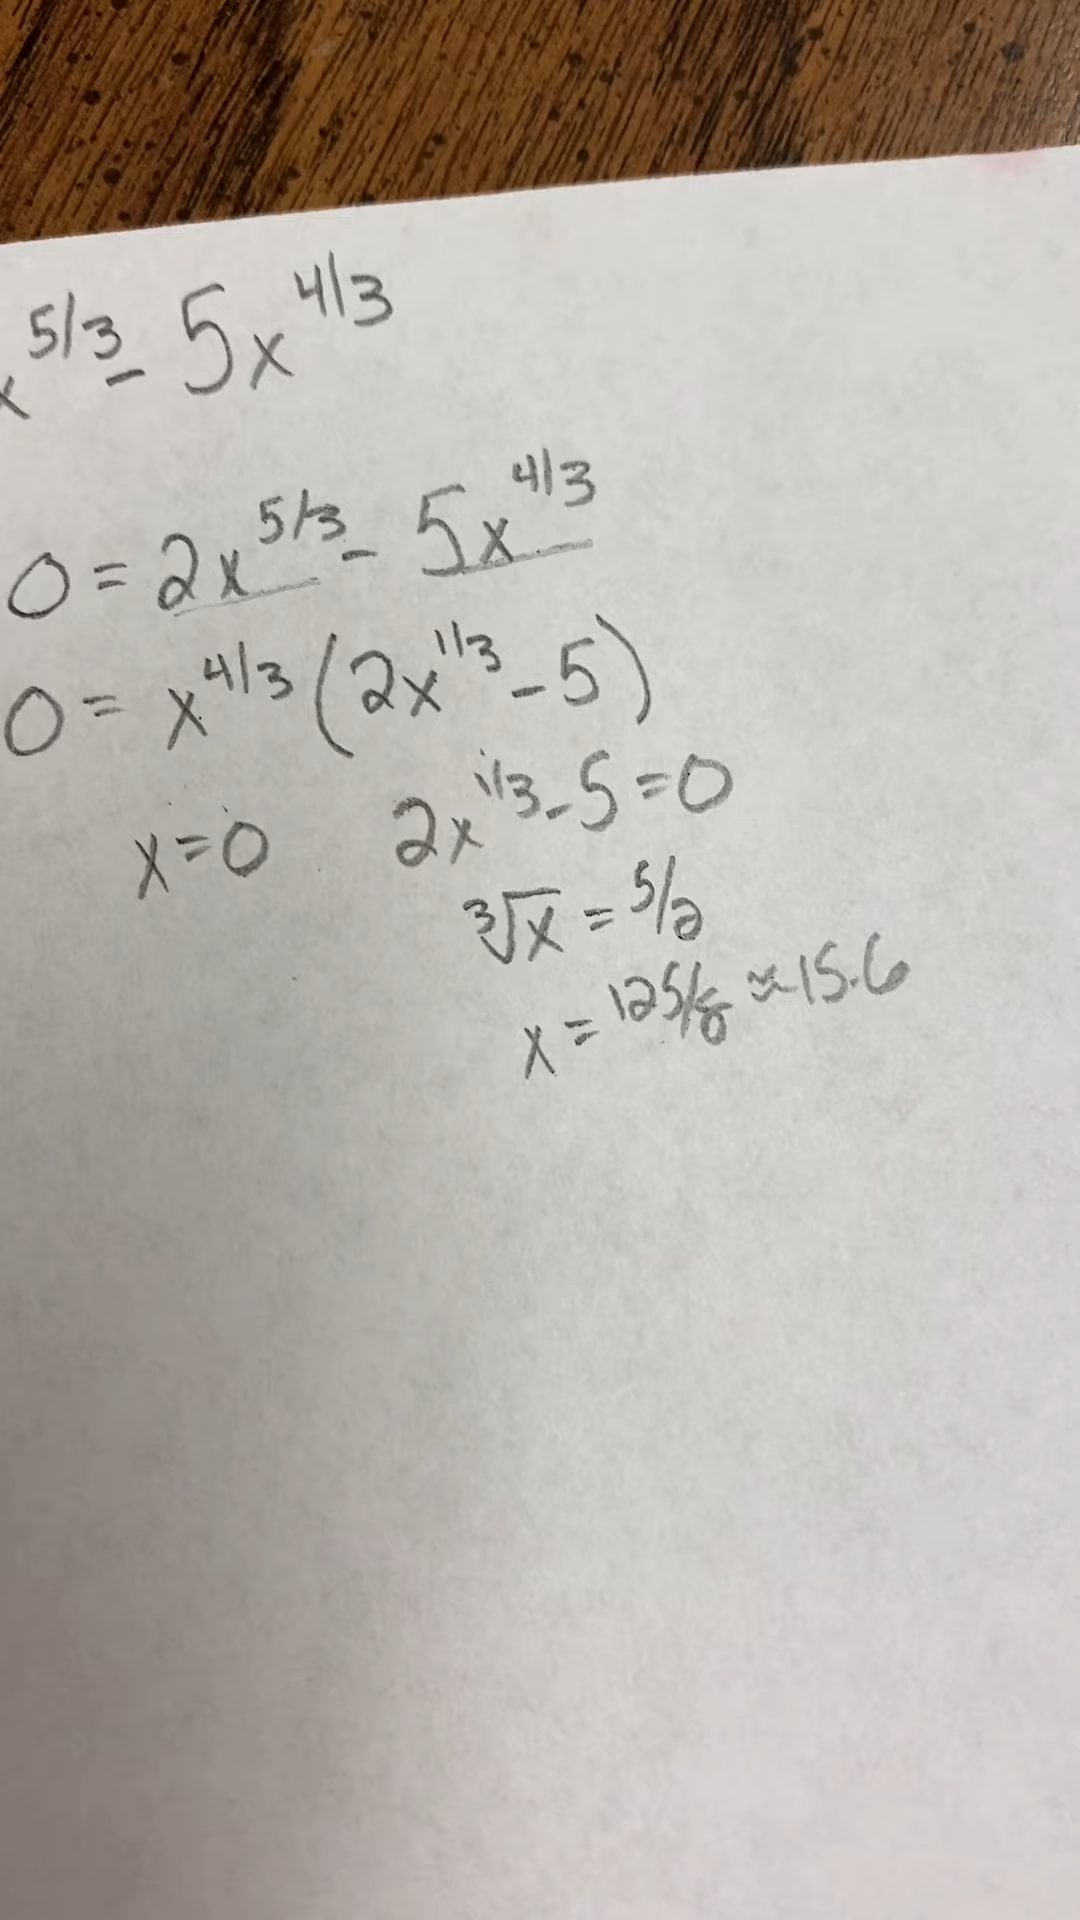 x^5/3 - 5x^4/3
0 = 2x^5/3 - 5x^4/3
0 = x^4/3 (2x^1/3 - 5)
x = 0 2x^1/3 - 5 = 0
³√x = 5/2
x = 125/8 ≈ 15.6